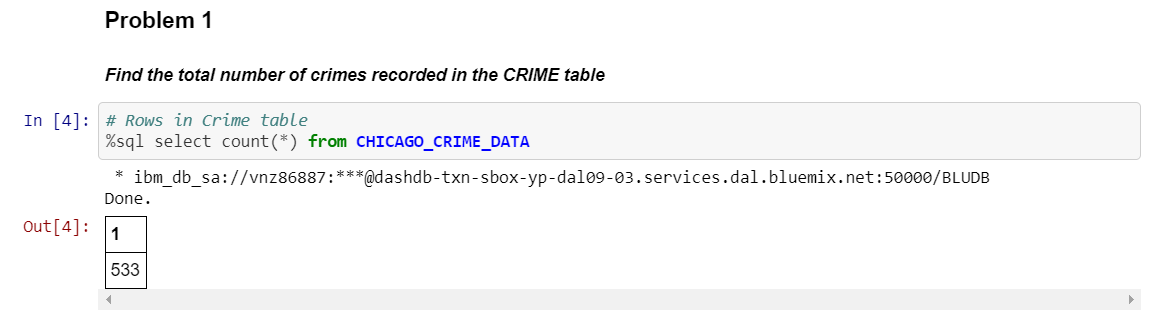 Problem 1
Find the total number of crimes recorded in the CRIME table
In [4]:
# Rows in Crime table
%sql select count(*) from CHICAGO_CRIME_DATA
* ibm_db_sa://vnz86887:***@dashdb-txn-sbox-yp-dal09-03.services.dal.bluemix.net:50000/BLUDB
Done.
Out[4]:
1
533